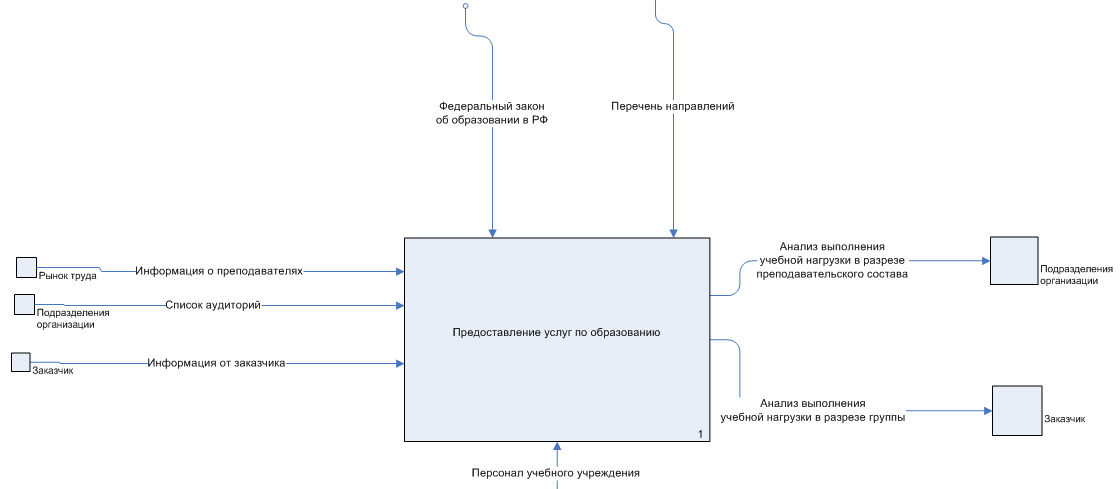 Федеральный закон
об образовании в РФ
Перечень направлений
Рынок труда
Информация о преподавателях
Подразделения
организации
Список аудиторий
Заказчик
Информация от заказчика
Предоставление услуг по образованию
1
Анализ выполнения
учебной нагрузки в разрезе
преподавательского состава
Подразделения
организации
Анализ выполнения
учебной нагрузки в разрезе группы
Заказчик
Персонал учебного учреждения